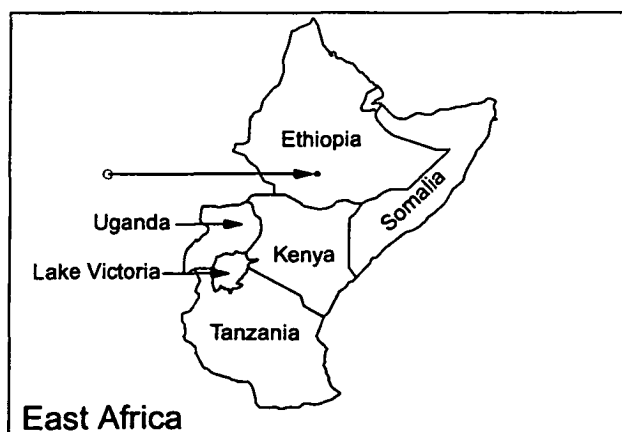 Ethiopia
Somalia
Uganda
Kenya
Lake Victoria
Tanzania
East Africa